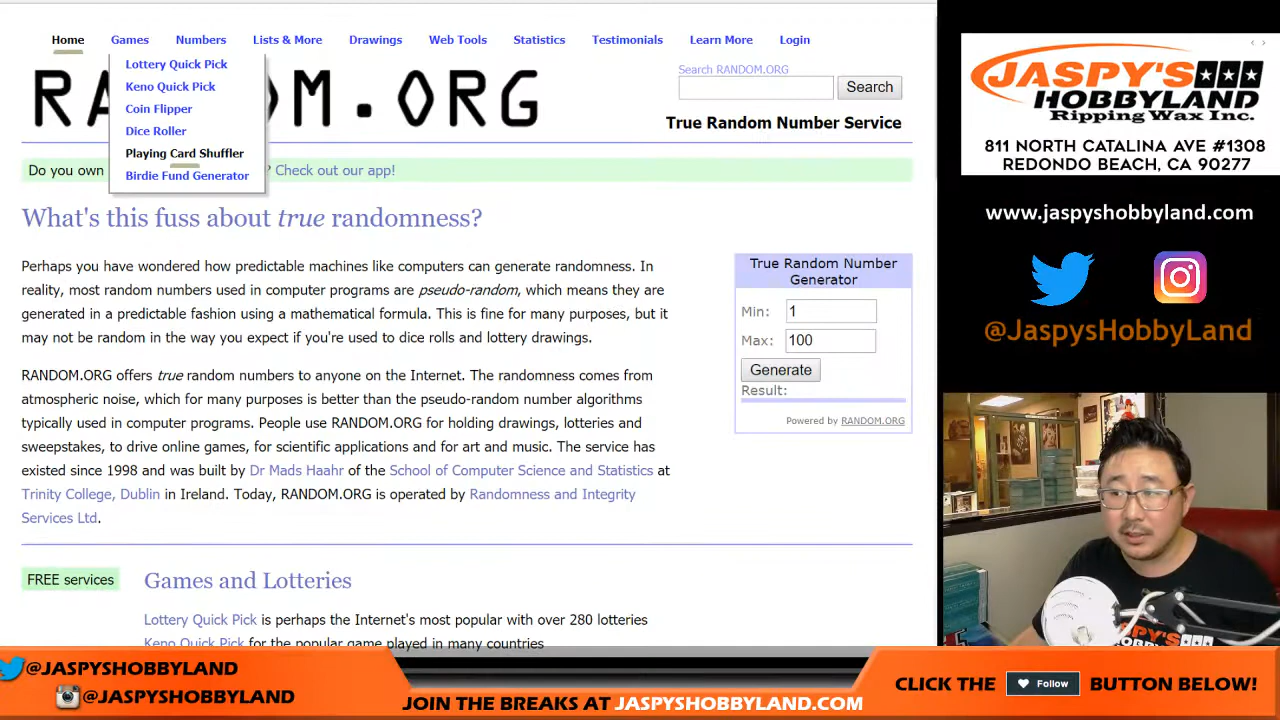 Home Games Numbers Lists & More Drawings Web Tools Statistics Testimonials Learn More Login
Lottery Quick Pick
Keno Quick Pick
Coin Flipper
Dice Roller
Playing Card Shuffler
Birdie Fund Generator
RA DOM.ORG
Search RANDOM.ORG
Search
True Random Number Service
Do you own ? Check out our app!
What's this fuss about true randomness?
Perhaps you have wondered how predictable machines like computers can generate randomness. In
reality, most random numbers used in computer programs are pseudo-random, which means they are
generated in a predictable fashion using a mathematical formula. This is fine for many purposes, but it
may not be random in the way you expect if you're used to dice rolls and lottery drawings.
RANDOM.ORG offers true random numbers to anyone on the Internet. The randomness comes from
atmospheric noise, which for many purposes is better than the pseudo-random number algorithms
typically used in computer programs. People use RANDOM.ORG for holding drawings, lotteries and
sweepstakes, to drive online games, for scientific applications and for art and music. The service has
existed since 1998 and was built by Dr Mads Haahr of the School of Computer Science and Statistics at
Trinity College, Dublin in Ireland. Today, RANDOM.ORG is operated by Randomness and Integrity
Services Ltd.
True Random Number
Generator
Min: 1
Max: 100
Generate
Result:
Powered by RANDOM.ORG
FREE services
Games and Lotteries
Lottery Quick Pick is perhaps the Internet's most popular with over 280 lotteries
Keno Quick Pick for the popular game played in many countries
JASPY'S
HOBBYLAND
Ripping Wax Inc.
811 NORTH CATALINA AVE #1308
REDONDO BEACH, CA 90277
www.jaspyshobbyland.com
@JaspysHobbyLand
JASPY'S
@JASPYSHOBBYLAND
@JASPYSHOBBYLAND
JOIN THE BREAKS AT JASPYSHOBBYLAND.COM
CLICK THE Follow BUTTON BELOW!